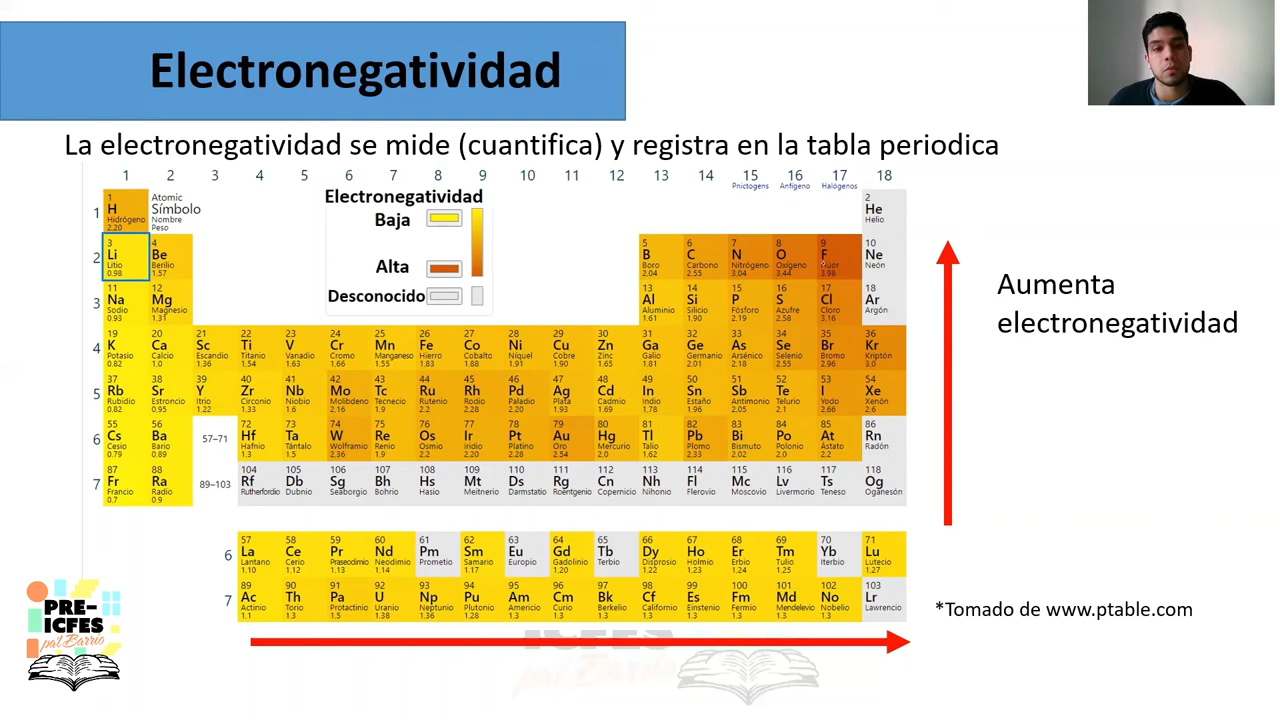 Electronegatividad
La electronegatividad se mide (cuantifica) y registra en la tabla periodica
1 2 3 4 5 6 7 8 9 10 11 12 13 14 15 16 17 18
Pnictogens Anfígeno Halógenos
Electronegatividad
Baja
Alta
Desconocido
Atomic
Símbolo
Nombre
Peso
1
1 2
H He
Hidrógeno Helio
2.20
2
3 4 5 6 7 8 9 10
Li Be B C N O F Ne
Litio Berilio Boro Carbono Nitrógeno Oxígeno Flúor Neón
0.98 1.57 2.04 2.55 3.04 3.44 3.98
3
11 12 13 14 15 16 17 18
Na Mg Al Si P S Cl Ar
Sodio Magnesio Aluminio Silicio Fósforo Azufre Cloro Argón
0.93 1.31 1.61 1.90 2.19 2.58 3.16
4
19 20 21 22 23 24 25 26 27 28 29 30 31 32 33 34 35 36
K Ca Sc Ti V Cr Mn Fe Co Ni Cu Zn Ga Ge As Se Br Kr
Potasio Calcio Escandio Titanio Vanadio Cromo Manganeso Hierro Cobalto Níquel Cobre Zinc Galio Germanio Arsénico Selenio Bromo Kriptón
0.82 1.0 1.36 1.54 1.63 1.66 1.55 1.83 1.88 1.91 1.90 1.65 1.81 2.01 2.18 2.55 2.96 3.0
5
37 38 39 40 41 42 43 44 45 46 47 48 49 50 51 52 53 54
Rb Sr Y Zr Nb Mo Tc Ru Rh Pd Ag Cd In Sn Sb Te I Xe
Rubidio Estroncio Itrio Circonio Niobio Molibdeno Tecnecio Rutenio Rodio Paladio Plata Cadmio Indio Estaño Antimonio Telurio Yodo Xenón
0.82 0.95 1.22 1.33 1.6 2.16 1.9 2.2 2.28 2.20 1.93 1.69 1.78 1.96 2.05 2.1 2.66 2.6
6
55 56 57–71 72 73 74 75 76 77 78 79 80 81 82 83 84 85 86
Cs Ba Hf Ta W Re Os Ir Pt Au Hg Tl Pb Bi Po At Rn
Cesio Bario Hafnio Tántalo Wolframio Renio Osmio Iridio Platino Oro Mercurio Talio Plomo Bismuto Polonio Astato Radón
0.79 0.89 1.3 1.5 2.36 1.9 2.2 2.20 2.28 2.54 2.0 1.62 2.33 2.02 2.0 2.2
7
87 88 89–103 104 105 106 107 108 109 110 111 112 113 114 115 116 117 118
Fr Ra Rf Db Sg Bh Hs Mt Ds Rg Cn Nh Fl Mc Lv Ts Og
Francio Radio Rutherfordio Dubnio Seaborgio Bohrio Hasio Meitnerio Darmstatio Roentgenio Copernicio Nihonio Flerovio Moscovio Livermorio Teneso Oganesón
0.7 0.9
6
57 58 59 60 61 62 63 64 65 66 67 68 69 70 71
La Ce Pr Nd Pm Sm Eu Gd Tb Dy Ho Er Tm Yb Lu
Lantano Cerio Praseodimio Neodimio Prometio Samario Europio Gadolinio Terbio Disprosio Holmio Erbio Tulio Iterbio Lutecio
1.10 1.12 1.13 1.14 1.17 1.20 1.22 1.23 1.24 1.25 1.27
7
89 90 91 92 93 94 95 96 97 98 99 100 101 102 103
Ac Th Pa U Np Pu Am Cm Bk Cf Es Fm Md No Lr
Actinio Torio Protactinio Uranio Neptunio Plutonio Americio Curio Berkelio Californio Einstenio Fermio Mendelevio Nobelio Lawrencio
1.1 1.3 1.5 1.38 1.36 1.28 1.3 1.3 1.3 1.3 1.3 1.3 1.3 1.3
Aumenta
electronegatividad
*Tomado de www.ptable.com
PRE-
ICFES
pa'l Barrio